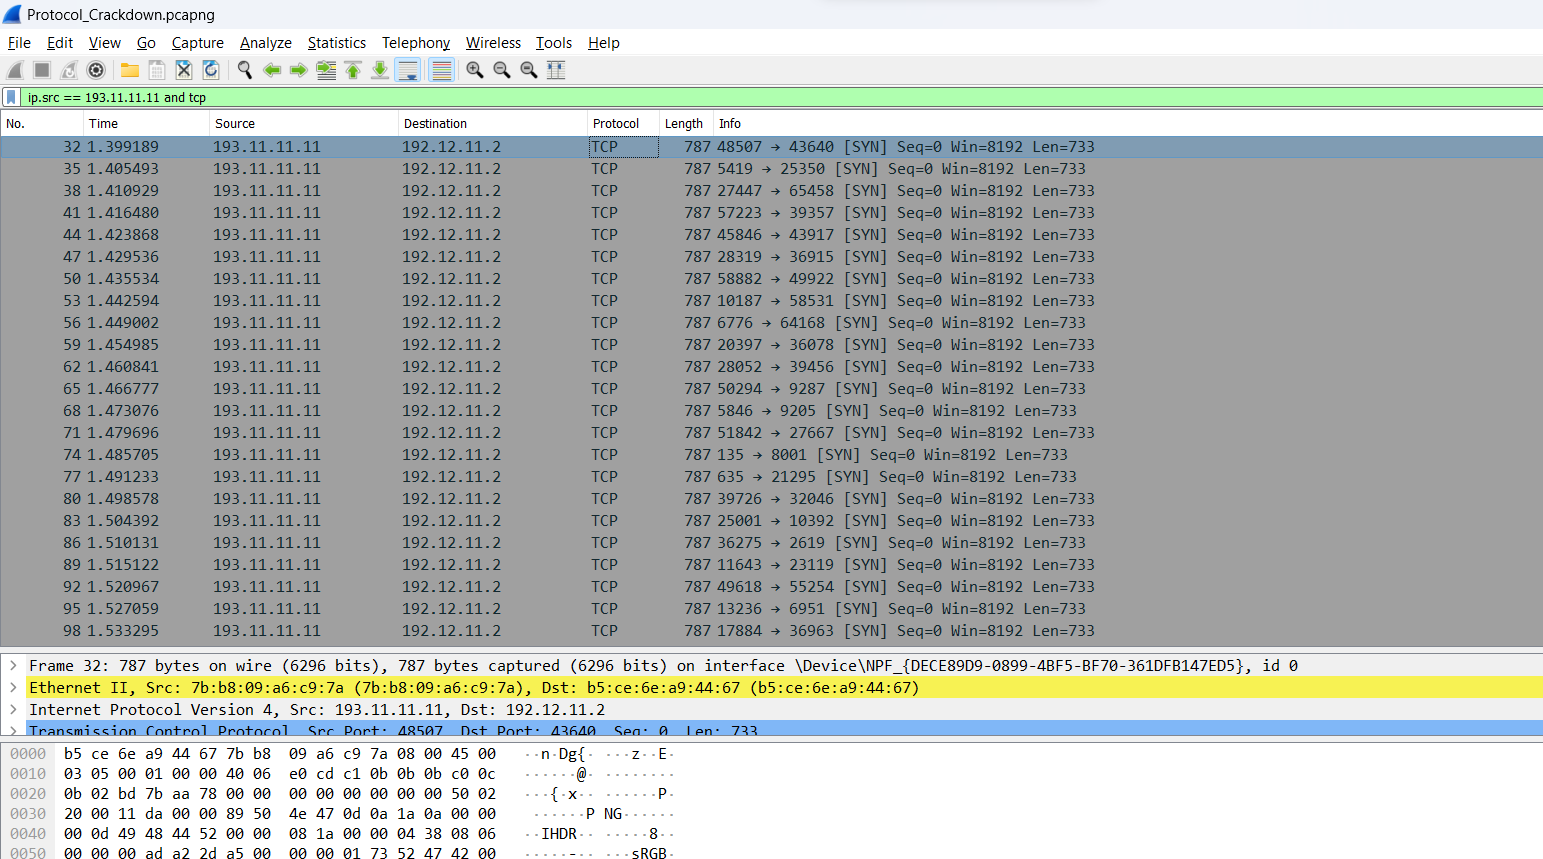 Protocol_Crackdown.pcapng
File Edit View Go Capture Analyze Statistics Telephony Wireless Tools Help
ip.src == 193.11.11.11 and tcp
No. Time Source Destination Protocol Length Info
32 1.399189 193.11.11.11 192.12.11.2 TCP 787 48507 → 43640 [SYN] Seq=0 Win=8192 Len=733
35 1.405493 193.11.11.11 192.12.11.2 TCP 787 5419 → 25350 [SYN] Seq=0 Win=8192 Len=733
38 1.410929 193.11.11.11 192.12.11.2 TCP 787 27447 → 65458 [SYN] Seq=0 Win=8192 Len=733
41 1.416480 193.11.11.11 192.12.11.2 TCP 787 57223 → 39357 [SYN] Seq=0 Win=8192 Len=733
44 1.423868 193.11.11.11 192.12.11.2 TCP 787 45846 → 43917 [SYN] Seq=0 Win=8192 Len=733
47 1.429536 193.11.11.11 192.12.11.2 TCP 787 28319 → 36915 [SYN] Seq=0 Win=8192 Len=733
50 1.435534 193.11.11.11 192.12.11.2 TCP 787 58882 → 49922 [SYN] Seq=0 Win=8192 Len=733
53 1.442594 193.11.11.11 192.12.11.2 TCP 787 10187 → 58531 [SYN] Seq=0 Win=8192 Len=733
56 1.449002 193.11.11.11 192.12.11.2 TCP 787 6776 → 64168 [SYN] Seq=0 Win=8192 Len=733
59 1.454985 193.11.11.11 192.12.11.2 TCP 787 20397 → 36078 [SYN] Seq=0 Win=8192 Len=733
62 1.460841 193.11.11.11 192.12.11.2 TCP 787 28052 → 39456 [SYN] Seq=0 Win=8192 Len=733
65 1.466777 193.11.11.11 192.12.11.2 TCP 787 50294 → 9287 [SYN] Seq=0 Win=8192 Len=733
68 1.473076 193.11.11.11 192.12.11.2 TCP 787 5846 → 9205 [SYN] Seq=0 Win=8192 Len=733
71 1.479696 193.11.11.11 192.12.11.2 TCP 787 51842 → 27667 [SYN] Seq=0 Win=8192 Len=733
74 1.485705 193.11.11.11 192.12.11.2 TCP 787 135 → 8001 [SYN] Seq=0 Win=8192 Len=733
77 1.491233 193.11.11.11 192.12.11.2 TCP 787 635 → 21295 [SYN] Seq=0 Win=8192 Len=733
80 1.498578 193.11.11.11 192.12.11.2 TCP 787 39726 → 32046 [SYN] Seq=0 Win=8192 Len=733
83 1.504392 193.11.11.11 192.12.11.2 TCP 787 25001 → 10392 [SYN] Seq=0 Win=8192 Len=733
86 1.510131 193.11.11.11 192.12.11.2 TCP 787 36275 → 2619 [SYN] Seq=0 Win=8192 Len=733
89 1.515122 193.11.11.11 192.12.11.2 TCP 787 11643 → 23119 [SYN] Seq=0 Win=8192 Len=733
92 1.520967 193.11.11.11 192.12.11.2 TCP 787 49618 → 55254 [SYN] Seq=0 Win=8192 Len=733
95 1.527059 193.11.11.11 192.12.11.2 TCP 787 13236 → 6951 [SYN] Seq=0 Win=8192 Len=733
98 1.533295 193.11.11.11 192.12.11.2 TCP 787 17884 → 36963 [SYN] Seq=0 Win=8192 Len=733
Frame 32: 787 bytes on wire (6296 bits), 787 bytes captured (6296 bits) on interface \Device\NPF_{DECE89D9-0899-4BF5-BF70-361DFB147ED5}, id 0
Ethernet II, Src: 7b:b8:09:a6:c9:7a (7b:b8:09:a6:c9:7a), Dst: b5:ce:6e:a9:44:67 (b5:ce:6e:a9:44:67)
Internet Protocol Version 4, Src: 193.11.11.11, Dst: 192.12.11.2
Transmission Control Protocol, Src Port: 48507, Dst Port: 43640, Seq: 0, Len: 733
0000 b5 ce 6e a9 44 67 7b b8 09 a6 c9 7a 08 00 45 00 ··n·Dg{· ···z··E·
0010 03 05 00 01 00 00 40 06 e0 cd c1 0b 0b 0b c0 0c ······@· ········
0020 0b 02 bd 7b aa 78 00 00 00 00 00 00 00 00 50 02 ···{·x·· ······P·
0030 20 00 11 da 00 00 89 50 4e 47 0d 0a 1a 0a 00 00 ······P NG······
0040 00 0d 49 48 44 52 00 00 08 1a 00 00 04 38 08 06 ··IHDR·· ·····8··
0050 00 00 00 ad a2 2d a5 00 00 00 01 73 52 47 42 00 ·····-·· ···sRGB·